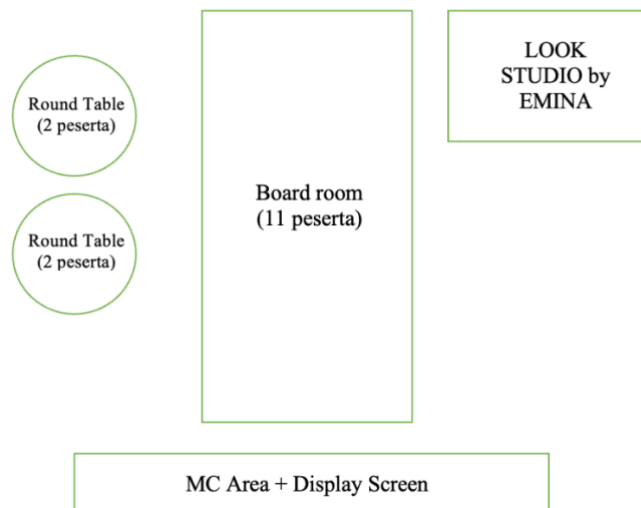 Round Table
(2 peserta)
Round Table
(2 peserta)
Board room
(11 peserta)
LOOK
STUDIO by
EMINA
MC Area + Display Screen